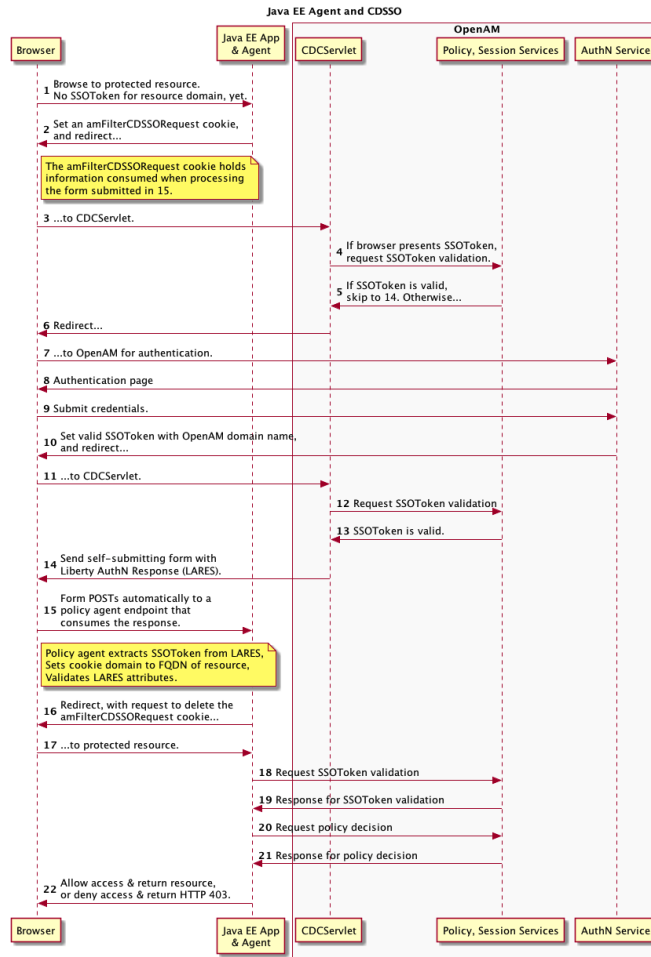 Java EE Agent and CDSSO
OpenAM
Browser
Java EE App
& Agent
CDCServlet
Policy, Session Services
AuthN Service
1 Browse to protected resource.
No SSOToken for resource domain, yet.
2 Set an amFilterCDSSORequest cookie,
and redirect...
The amFilterCDSSORequest cookie holds
information consumed when processing
the form submitted in 15.
3 ...to CDCServlet.
4 If browser presents SSOToken,
request SSOToken validation.
5 If SSOToken is valid,
skip to 14. Otherwise...
6 Redirect...
7 ...to OpenAM for authentication.
8 Authentication page
9 Submit credentials.
10 Set valid SSOToken with OpenAM domain name,
and redirect...
11 ...to CDCServlet.
12 Request SSOToken validation
13 SSOToken is valid.
14 Send self-submitting form with
Liberty AuthN Response (LARES).
15 Form POSTs automatically to a
policy agent endpoint that
consumes the response.
Policy agent extracts SSOToken from LARES,
Sets cookie domain to FQDN of resource,
Validates LARES attributes.
16 Redirect, with request to delete the
amFilterCDSSORequest cookie...
17 ...to protected resource.
18 Request SSOToken validation
19 Response for SSOToken validation
20 Request policy decision
21 Response for policy decision
22 Allow access & return resource,
or deny access & return HTTP 403.
Browser
Java EE App
& Agent
CDCServlet
Policy, Session Services
AuthN Service